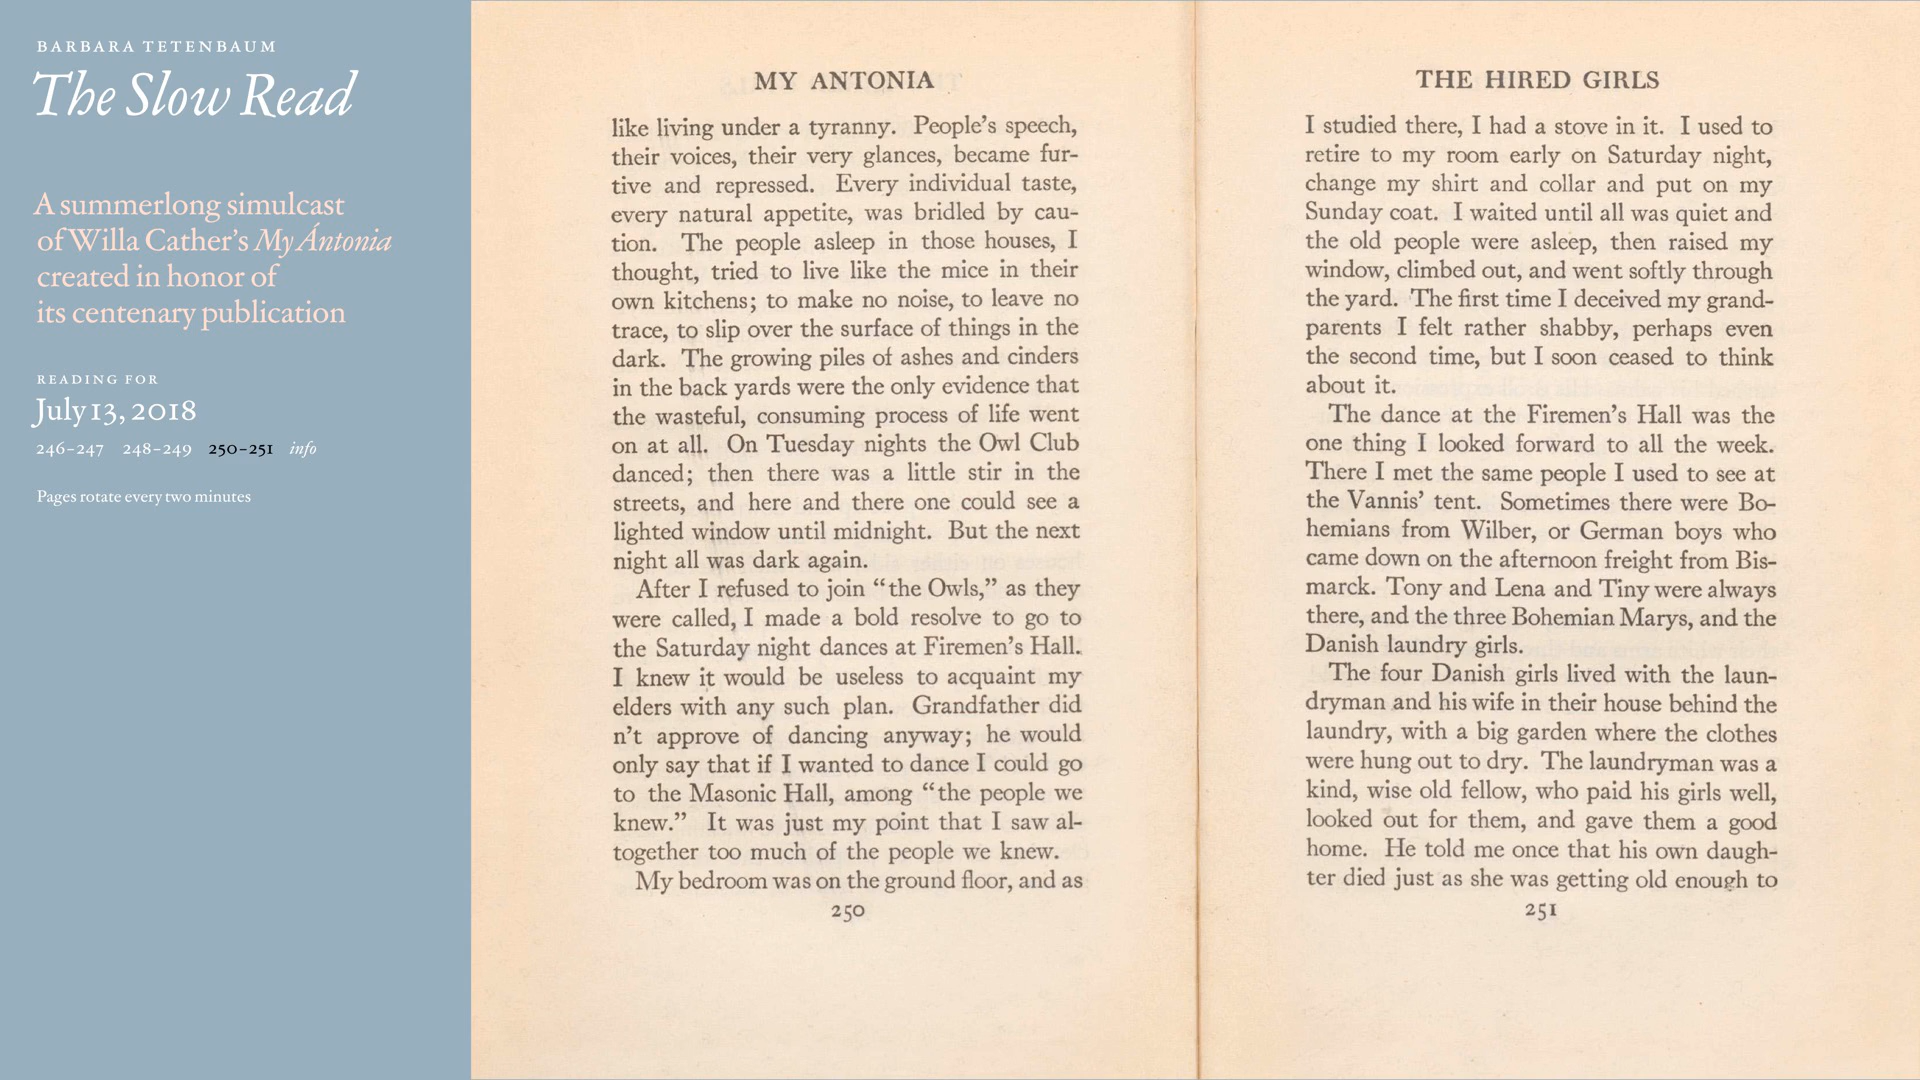 BARBARA TETENBAUM
The Slow Read
A summerlong simulcast
of Willa Cather's My Ántonia
created in honor of
its centenary publication
READING FOR
July 13, 2018
246–247 248–249 250–251 info
Pages rotate every two minutes
MY ANTONIA
like living under a tyranny. People's speech,
their voices, their very glances, became fur-
tive and repressed. Every individual taste,
every natural appetite, was bridled by cau-
tion. The people asleep in those houses, I
thought, tried to live like the mice in their
own kitchens; to make no noise, to leave no
trace, to slip over the surface of things in the
dark. The growing piles of ashes and cinders
in the back yards were the only evidence that
the wasteful, consuming process of life went
on at all. On Tuesday nights the Owl Club
danced; then there was a little stir in the
streets, and here and there one could see a
lighted window until midnight. But the next
night all was dark again.
After I refused to join “the Owls,” as they
were called, I made a bold resolve to go to
the Saturday night dances at Firemen's Hall.
I knew it would be useless to acquaint my
elders with any such plan. Grandfather did
n't approve of dancing anyway; he would
only say that if I wanted to dance I could go
to the Masonic Hall, among “the people we
knew.” It was just my point that I saw al-
together too much of the people we knew.
My bedroom was on the ground floor, and as
250
THE HIRED GIRLS
I studied there, I had a stove in it. I used to
retire to my room early on Saturday night,
change my shirt and collar and put on my
Sunday coat. I waited until all was quiet and
the old people were asleep, then raised my
window, climbed out, and went softly through
the yard. The first time I deceived my grand-
parents I felt rather shabby, perhaps even
the second time, but I soon ceased to think
about it.
The dance at the Firemen's Hall was the
one thing I looked forward to all the week.
There I met the same people I used to see at
the Vannis' tent. Sometimes there were Bo-
hemians from Wilber, or German boys who
came down on the afternoon freight from Bis-
marck. Tony and Lena and Tiny were always
there, and the three Bohemian Marys, and the
Danish laundry girls.
The four Danish girls lived with the laun-
dryman and his wife in their house behind the
laundry, with a big garden where the clothes
were hung out to dry. The laundryman was a
kind, wise old fellow, who paid his girls well,
looked out for them, and gave them a good
home. He told me once that his own daugh-
ter died just as she was getting old enough to
251